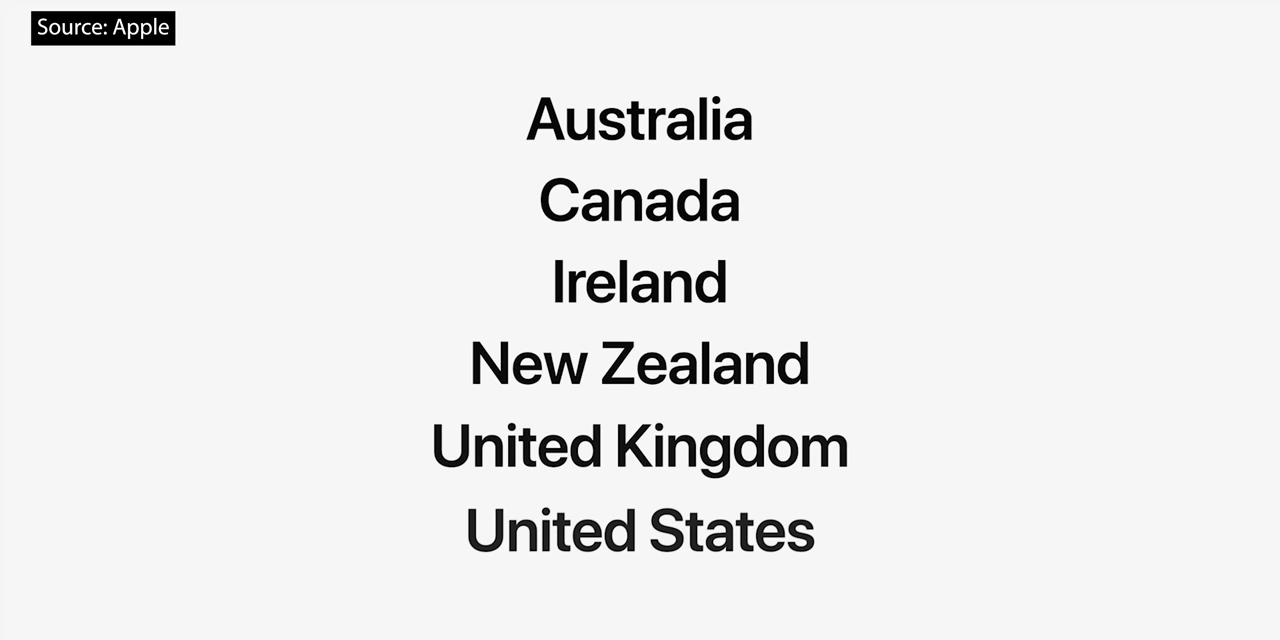 Source: Apple
Australia
Canada
Ireland
New Zealand
United Kingdom
United States